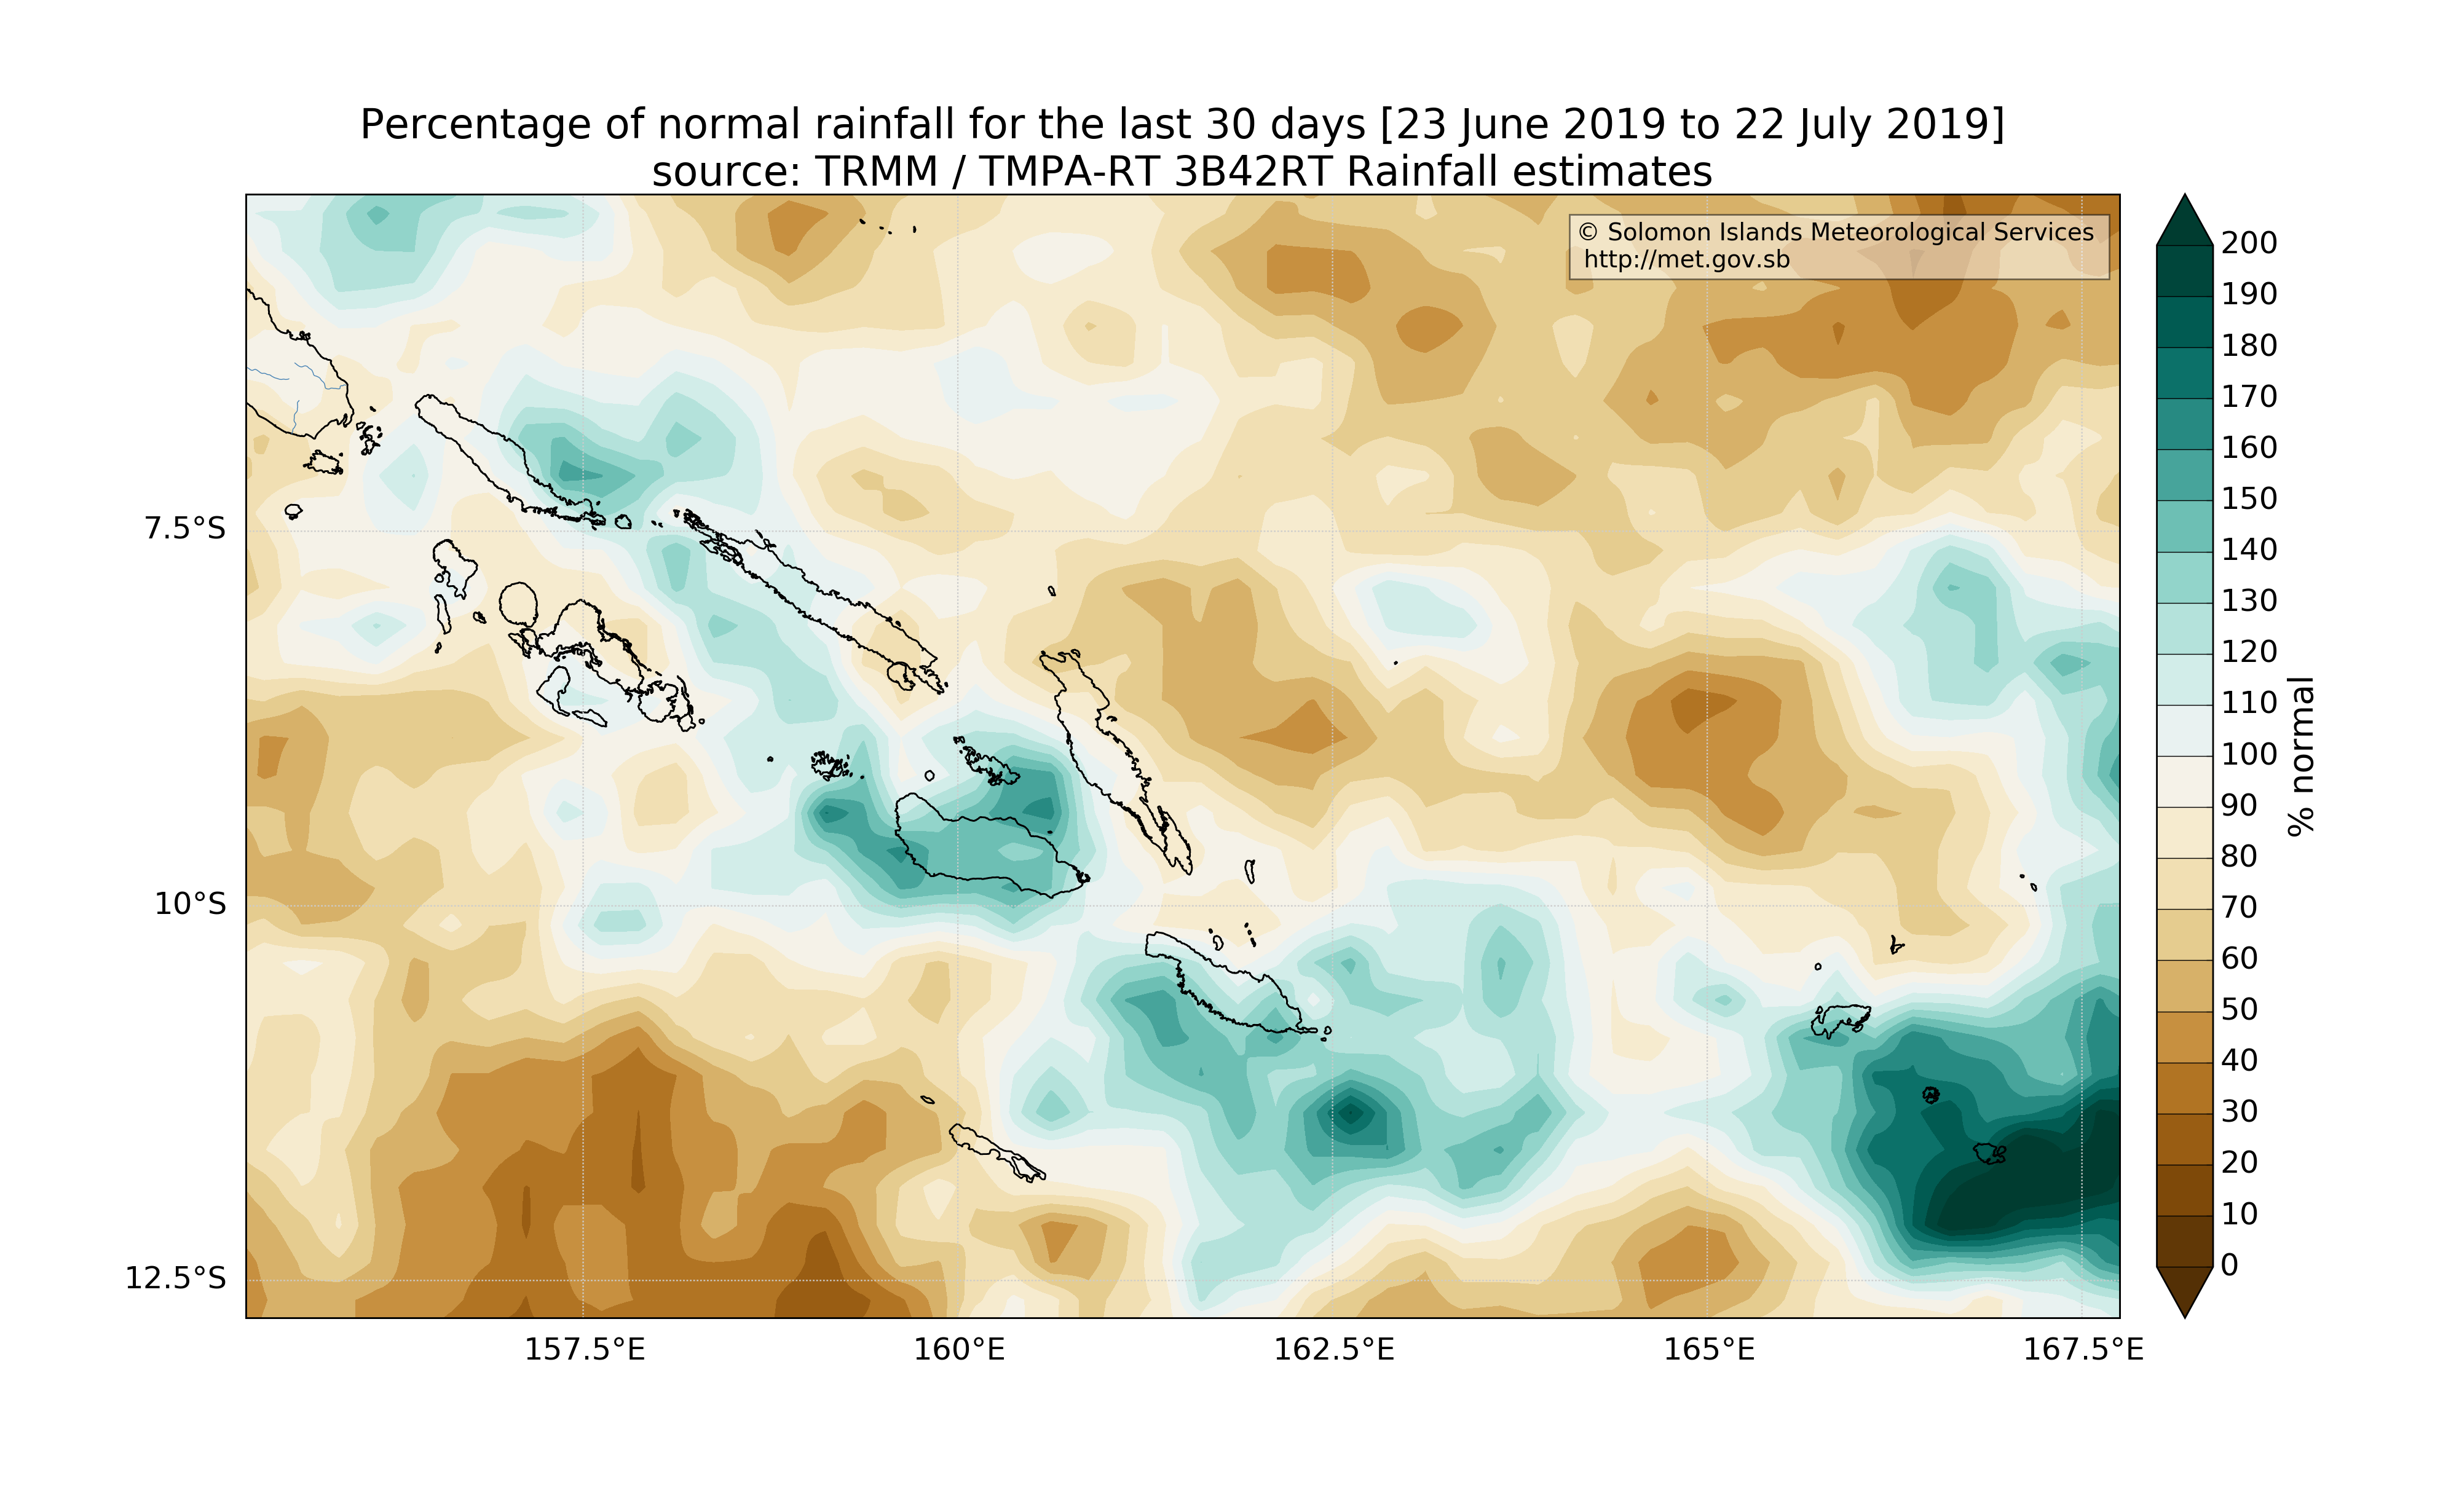 Percentage of normal rainfall for the last 30 days [23 June 2019 to 22 July 2019]
source: TRMM / TMPA-RT 3B42RT Rainfall estimates
© Solomon Islands Meteorological Services
http://met.gov.sb
7.5°S
10°S
12.5°S
157.5°E
160°E
162.5°E
165°E
167.5°E
200
190
180
170
160
150
140
130
120
110
100
90
80
70
60
50
40
30
20
10
0
% normal